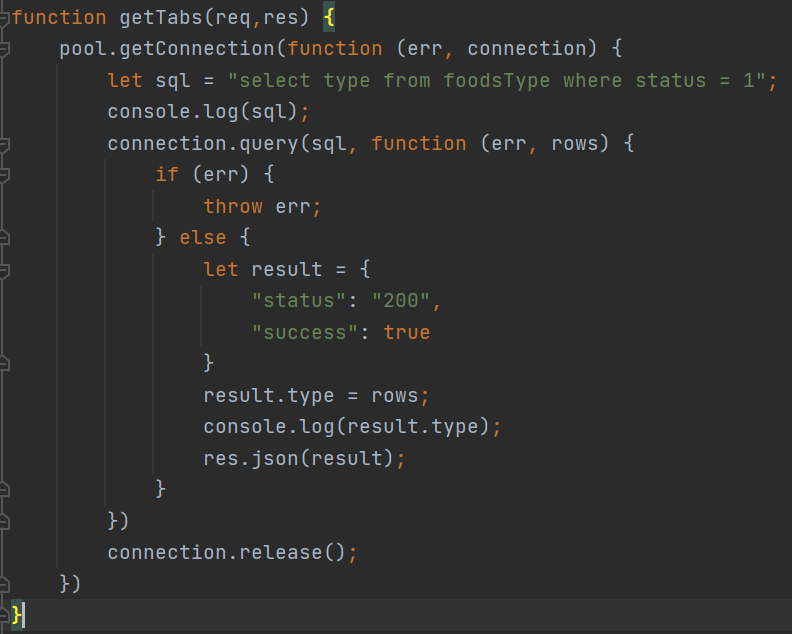 function getTabs(req,res) {
    pool.getConnection(function (err, connection) {
        let sql = "select type from foodsType where status = 1";
        console.log(sql);
        connection.query(sql, function (err, rows) {
            if (err) {
                throw err;
            } else {
                let result = {
                    "status": "200",
                    "success": true
                }
                result.type = rows;
                console.log(result.type);
                res.json(result);
            }
        })
        connection.release();
    })
}